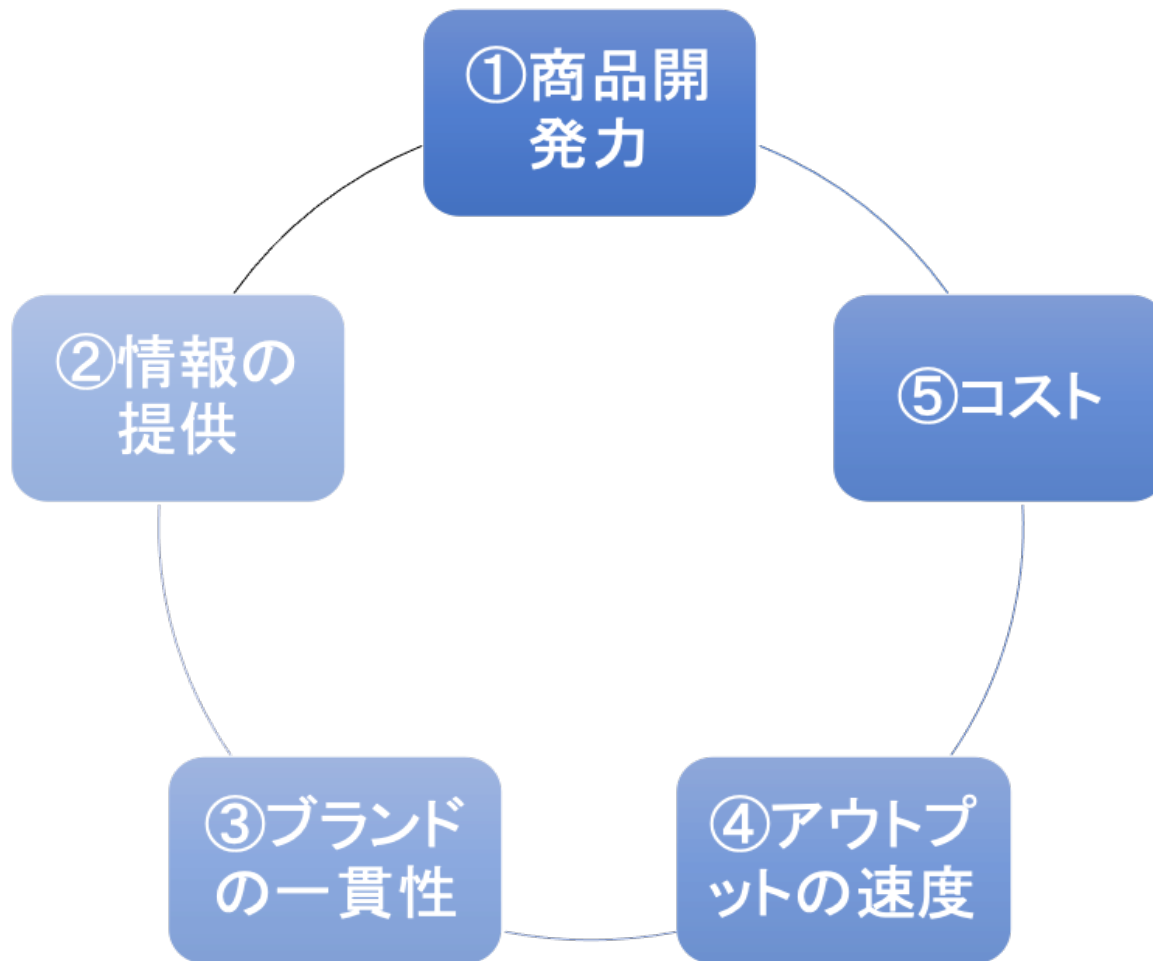 ①商品開
発力
②情報の
提供
⑤コスト
③ブランド
の一貫性
④アウトプ
ットの速度